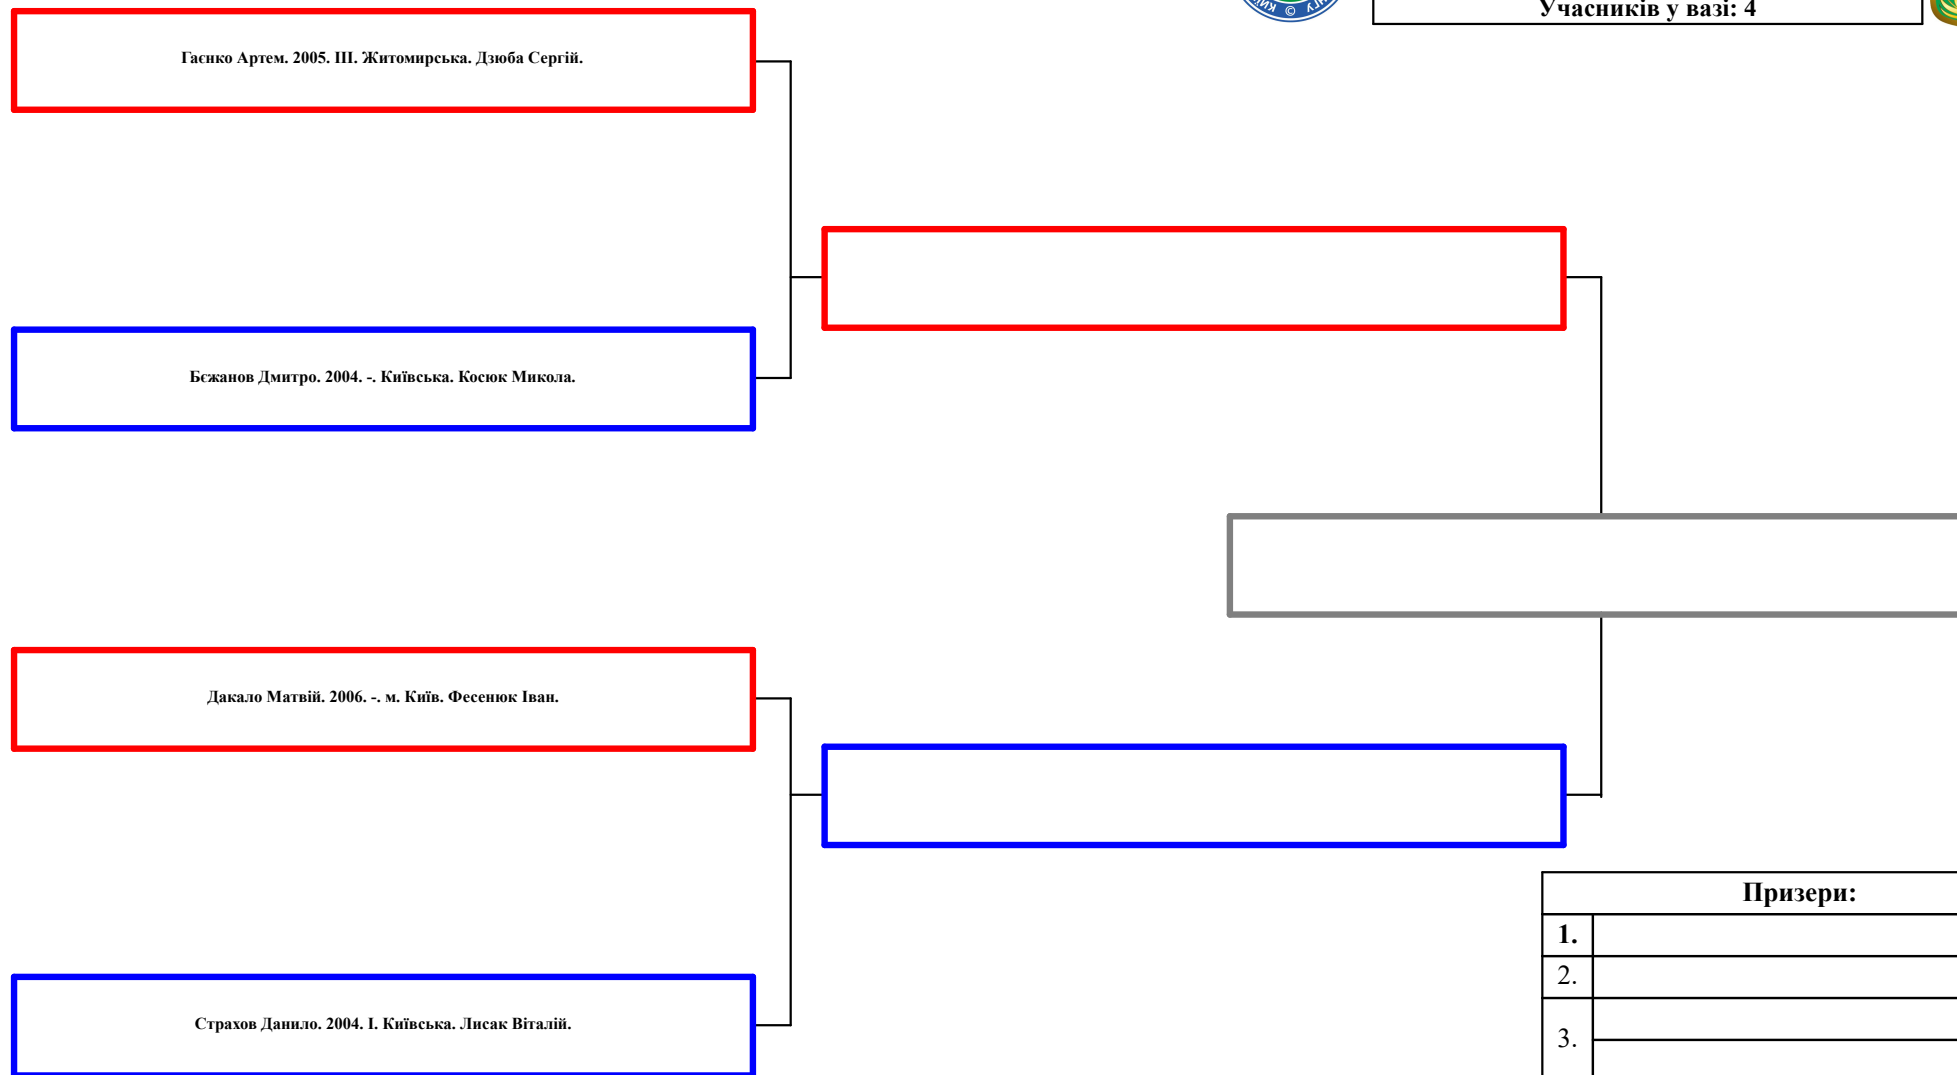 Учасників у вазі: 4
Гаєнко Артем. 2005. III. Житомирська. Дзюба Сергій.
Бєжанов Дмитро. 2004. -. Київська. Косюк Микола.
Дакало Матвій. 2006. -. м. Київ. Фесенюк Іван.
Страхов Данило. 2004. I. Київська. Лисак Віталій.
Призери:
1.
2.
3.